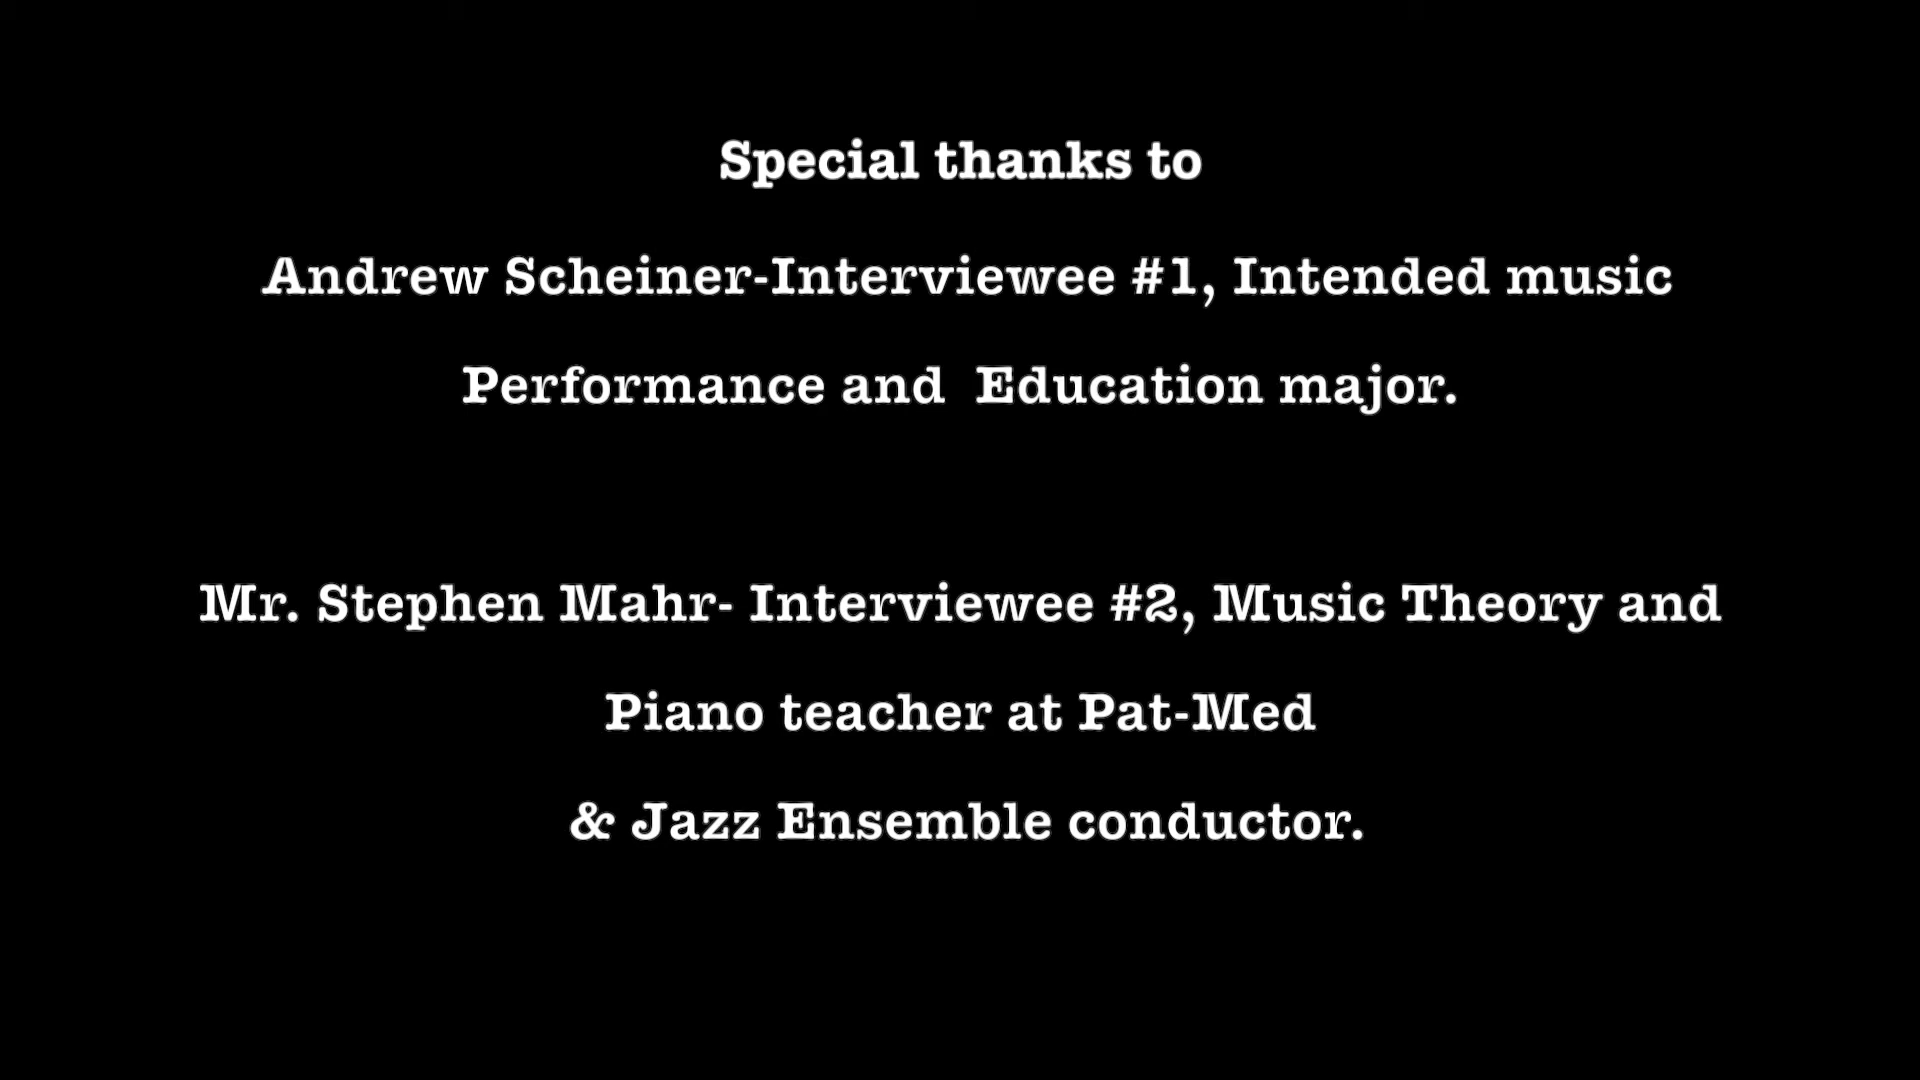 Special thanks to
Andrew Scheiner-Interviewee #1, Intended music
Performance and  Education major.
Mr. Stephen Mahr- Interviewee #2, Music Theory and
Piano teacher at Pat-Med
& Jazz Ensemble conductor.